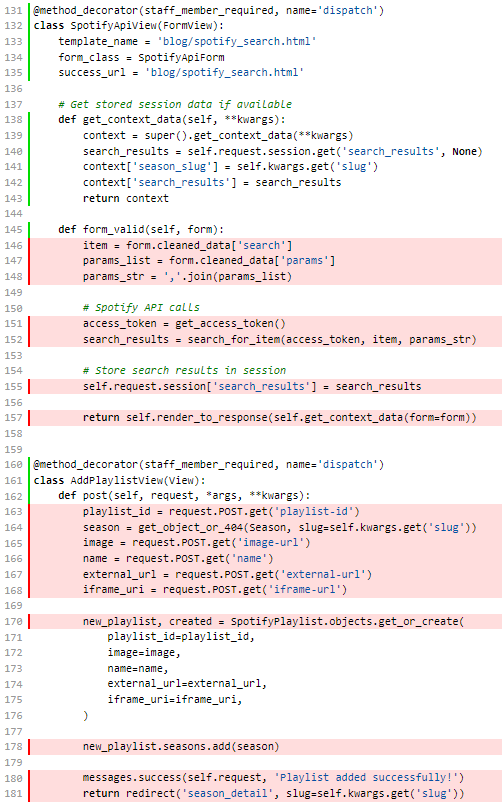 131 @method_decorator(staff_member_required, name='dispatch')
132 class SpotifyApiView(FormView):
133     template_name = 'blog/spotify_search.html'
134     form_class = SpotifyApiForm
135     success_url = 'blog/spotify_search.html'
136
137     # Get stored session data if available
138     def get_context_data(self, **kwargs):
139         context = super().get_context_data(**kwargs)
140         search_results = self.request.session.get('search_results', None)
141         context['season_slug'] = self.kwargs.get('slug')
142         context['search_results'] = search_results
143         return context
144
145     def form_valid(self, form):
146         item = form.cleaned_data['search']
147         params_list = form.cleaned_data['params']
148         params_str = ','.join(params_list)
149
150         # Spotify API calls
151         access_token = get_access_token()
152         search_results = search_for_item(access_token, item, params_str)
153
154         # Store search results in session
155         self.request.session['search_results'] = search_results
156
157         return self.render_to_response(self.get_context_data(form=form))
158
159
160 @method_decorator(staff_member_required, name='dispatch')
161 class AddPlaylistView(View):
162     def post(self, request, *args, **kwargs):
163         playlist_id = request.POST.get('playlist-id')
164         season = get_object_or_404(Season, slug=self.kwargs.get('slug'))
165         image = request.POST.get('image-url')
166         name = request.POST.get('name')
167         external_url = request.POST.get('external-url')
168         iframe_uri = request.POST.get('iframe-url')
169
170         new_playlist, created = SpotifyPlaylist.objects.get_or_create(
171             playlist_id=playlist_id,
172             image=image,
173             name=name,
174             external_url=external_url,
175             iframe_uri=iframe_uri,
176         )
177
178         new_playlist.seasons.add(season)
179
180         messages.success(self.request, 'Playlist added successfully!')
181         return redirect('season_detail', slug=self.kwargs.get('slug'))